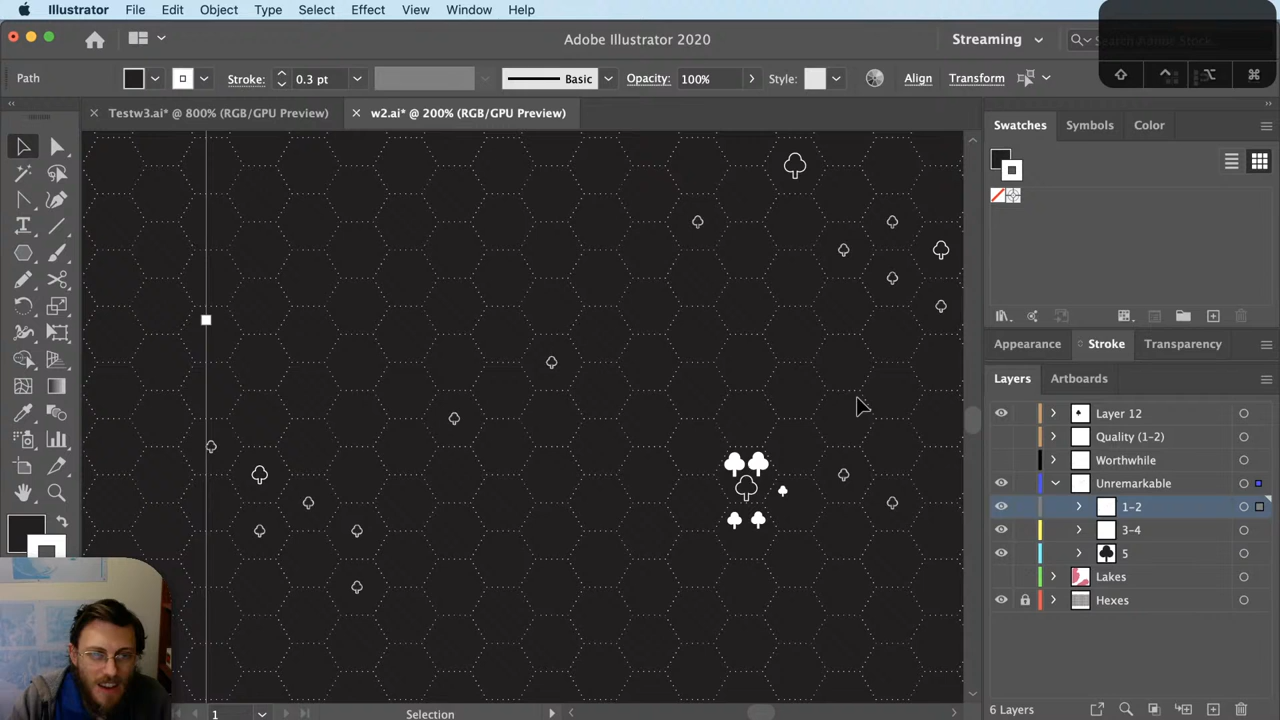 Illustrator File Edit Object Type Select Effect View Window Help
Adobe Illustrator 2020
Streaming
Search Adobe Stock
Path
Stroke: 0.3 pt
Basic
Opacity: 100%
Style:
Align
Transform
Testw3.ai* @ 800% (RGB/GPU Preview)
w2.ai* @ 200% (RGB/GPU Preview)
Swatches Symbols Color
Appearance Stroke Transparency
Layers Artboards
Layer 12
Quality (1-2)
Worthwhile
Unremarkable
1-2
3-4
5
Lakes
Hexes
6 Layers
1
Selection